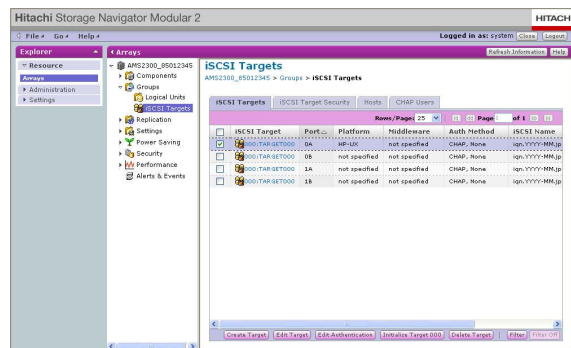 Hitachi Storage Navigator Modular 2
HITACHI
File Go Help
Logged in as: system Close Logout
Explorer
Arrays
Refresh Information Help
Resource
Arrays
Administration
Settings
AMS2300_85012345
Components
Groups
Logical Units
iSCSI Targets
Replication
Settings
Power Saving
Security
Performance
Alerts & Events
iSCSI Targets
AMS2300_85012345 > Groups > iSCSI Targets
iSCSI Targets iSCSI Target Security Hosts CHAP Users
Rows/Page: 25 Page 1 of 1
iSCSI Target Port Platform Middleware Auth Method iSCSI Name
000:TARGET000 0A HP-UX not specified CHAP, None iqn.YYYY-MM.jp
000:TARGET000 0B not specified not specified CHAP, None iqn.YYYY-MM.jp
000:TARGET000 1A not specified not specified CHAP, None iqn.YYYY-MM.jp
000:TARGET000 1B not specified not specified CHAP, None iqn.YYYY-MM.jp
Create Target Edit Target Edit Authentication Initialize Target 000 Delete Target Filter Filter Off